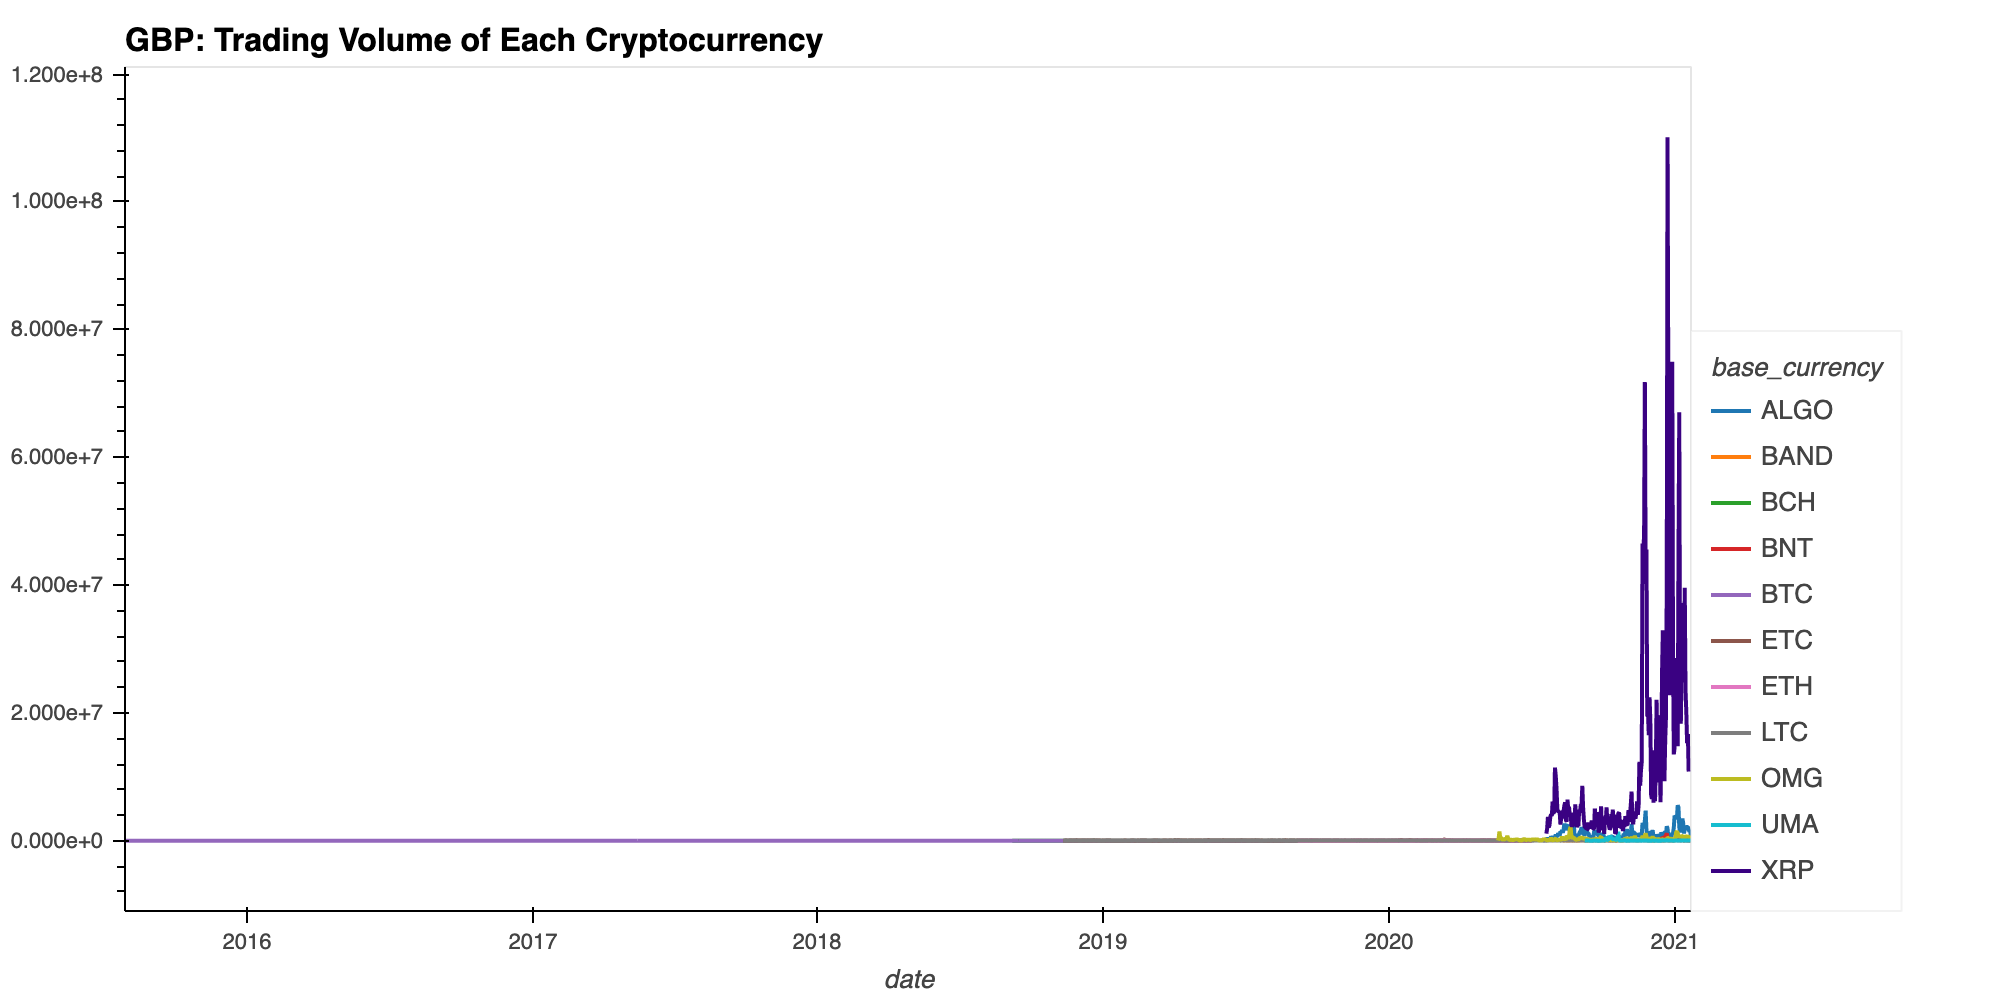 GBP: Trading Volume of Each Cryptocurrency
1.200e+8
1.000e+8
8.000e+7
6.000e+7
4.000e+7
2.000e+7
0.000e+0
2016
2017
2018
2019
2020
2021
date
base_currency
ALGO
BAND
BCH
BNT
BTC
ETC
ETH
LTC
OMG
UMA
XRP